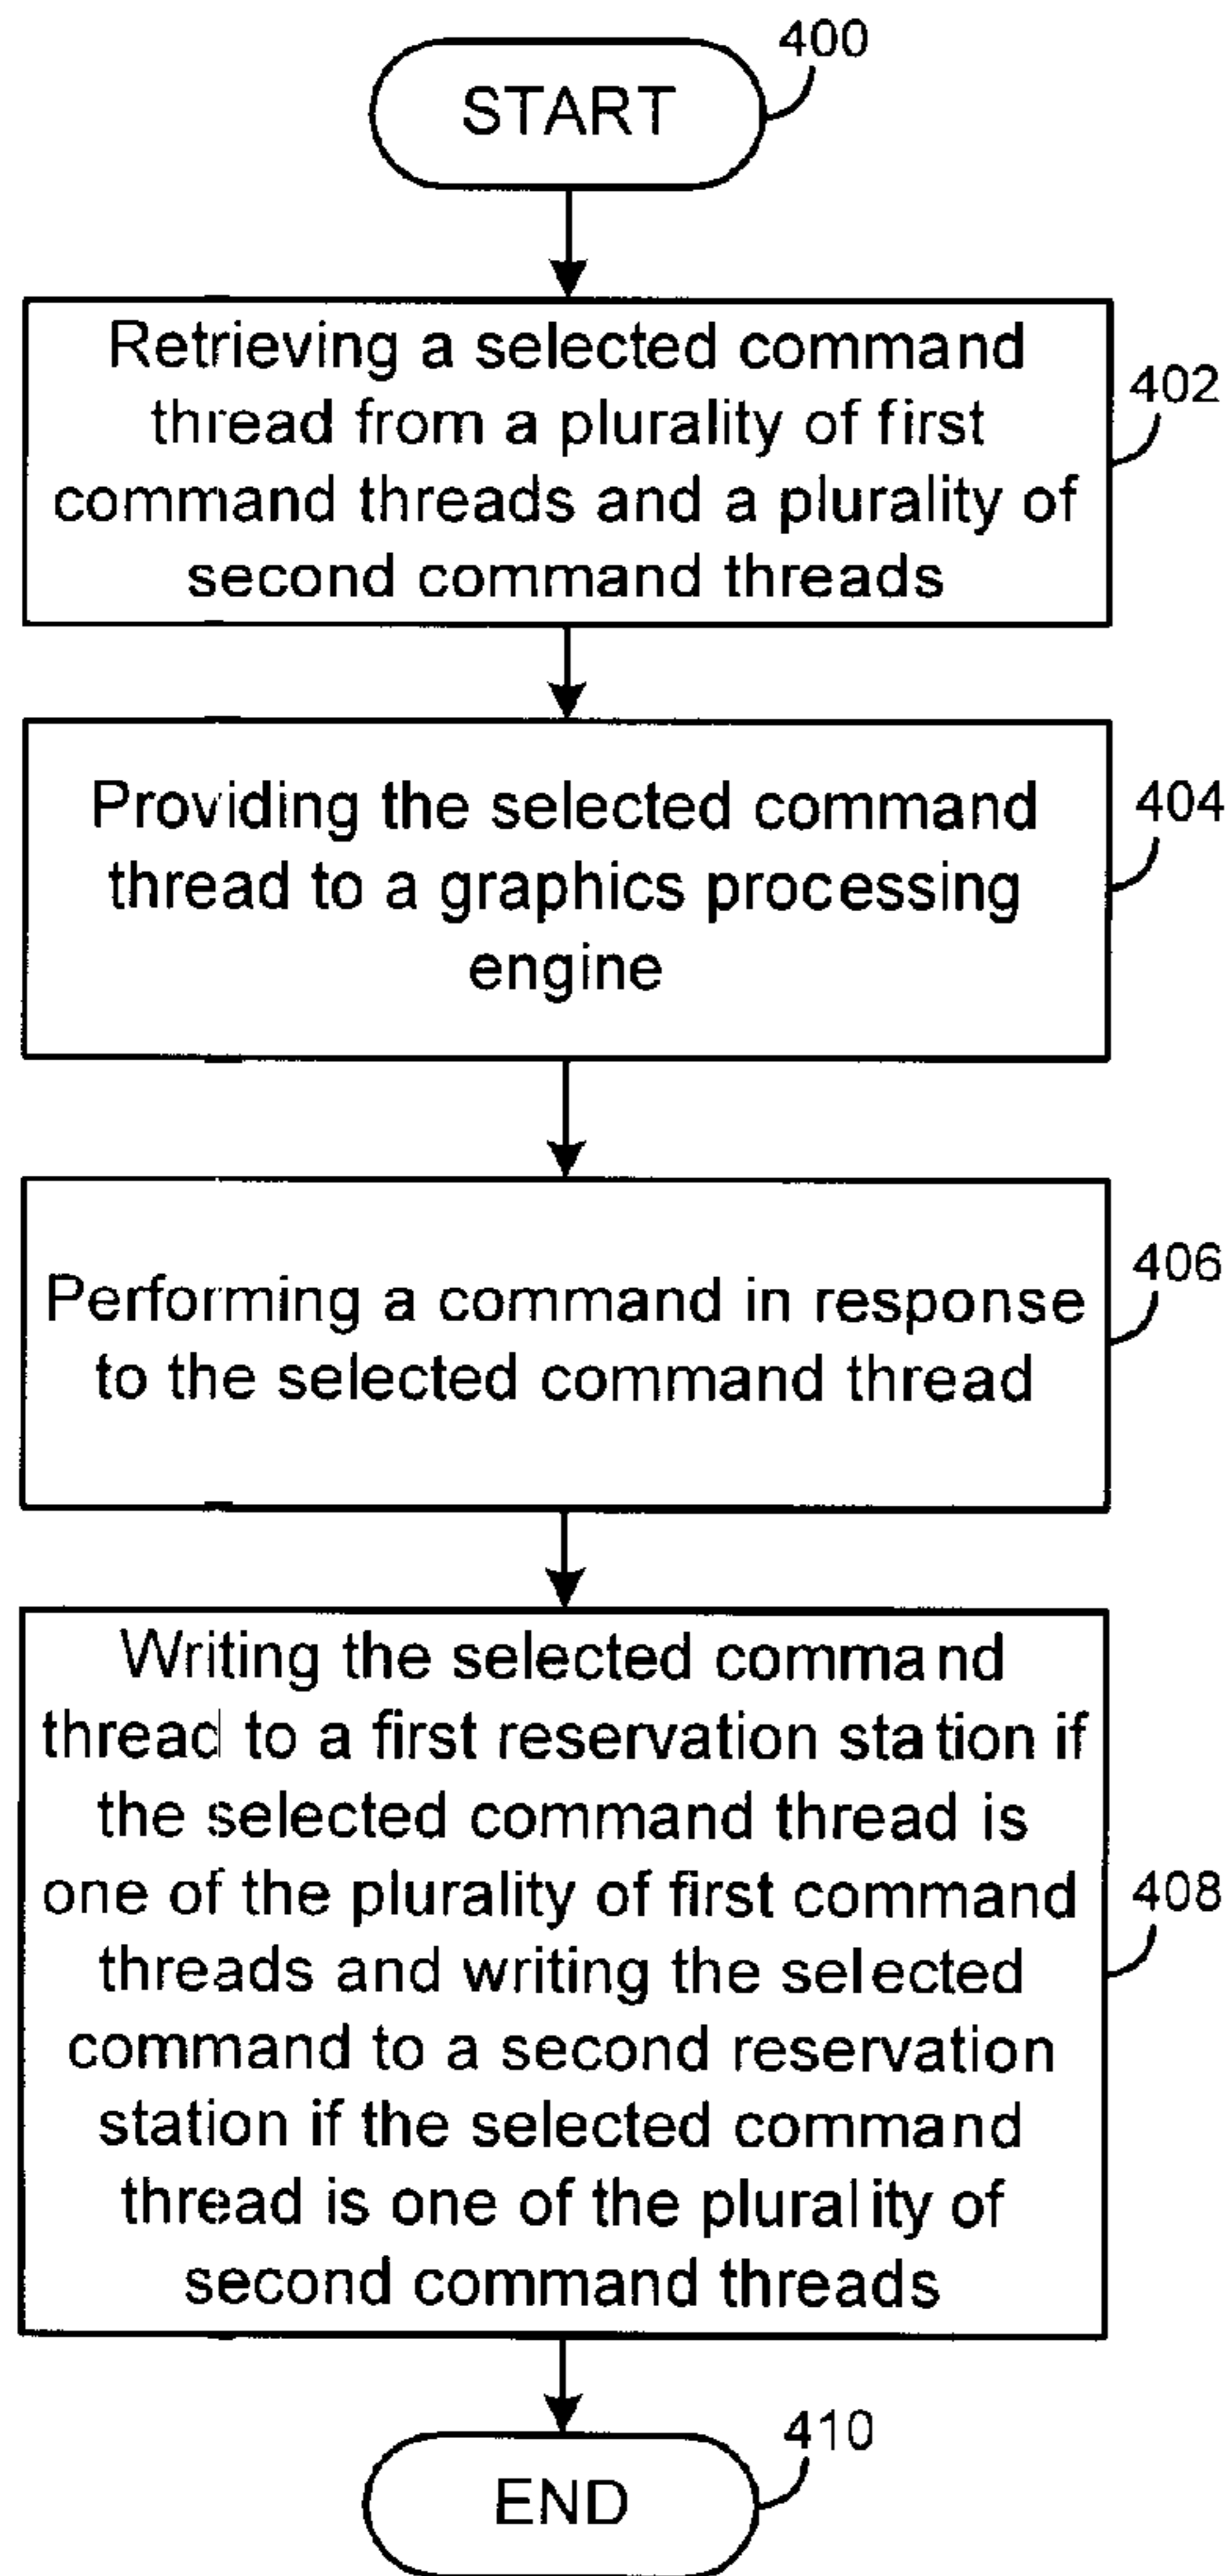 400
START
Retrieving a selected command
thread from a plurality of first
command threads and a plurality of
second command threads
402
Providing the selected command
thread to a graphics processing
engine
404
Performing a command in response
to the selected command thread
406
Writing the selected command
thread to a first reservation station if
the selected command thread is
one of the plurality of first command
threads and writing the selected
command to a second reservation
station if the selected command
thread is one of the plurality of
second command threads
408
410
END